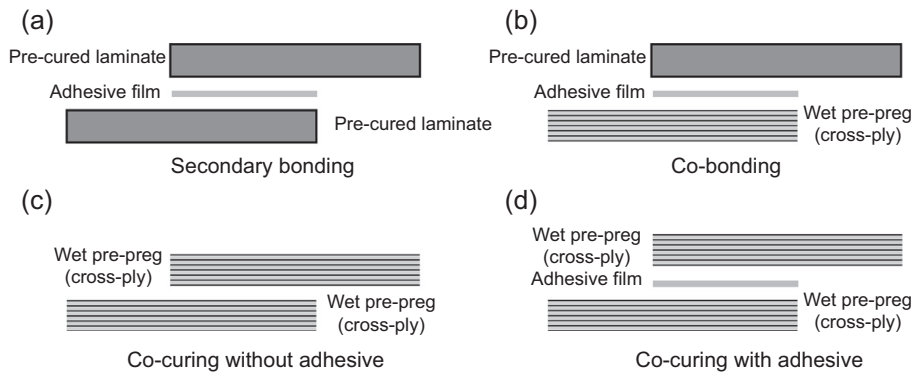 (a)
Pre-cured laminate
Adhesive film
Pre-cured laminate
Secondary bonding
(b)
Pre-cured laminate
Adhesive film
Wet pre-preg
(cross-ply)
Co-bonding
(c)
Wet pre-preg
(cross-ply)
Wet pre-preg
(cross-ply)
Co-curing without adhesive
(d)
Wet pre-preg
(cross-ply)
Adhesive film
Wet pre-preg
(cross-ply)
Co-curing with adhesive